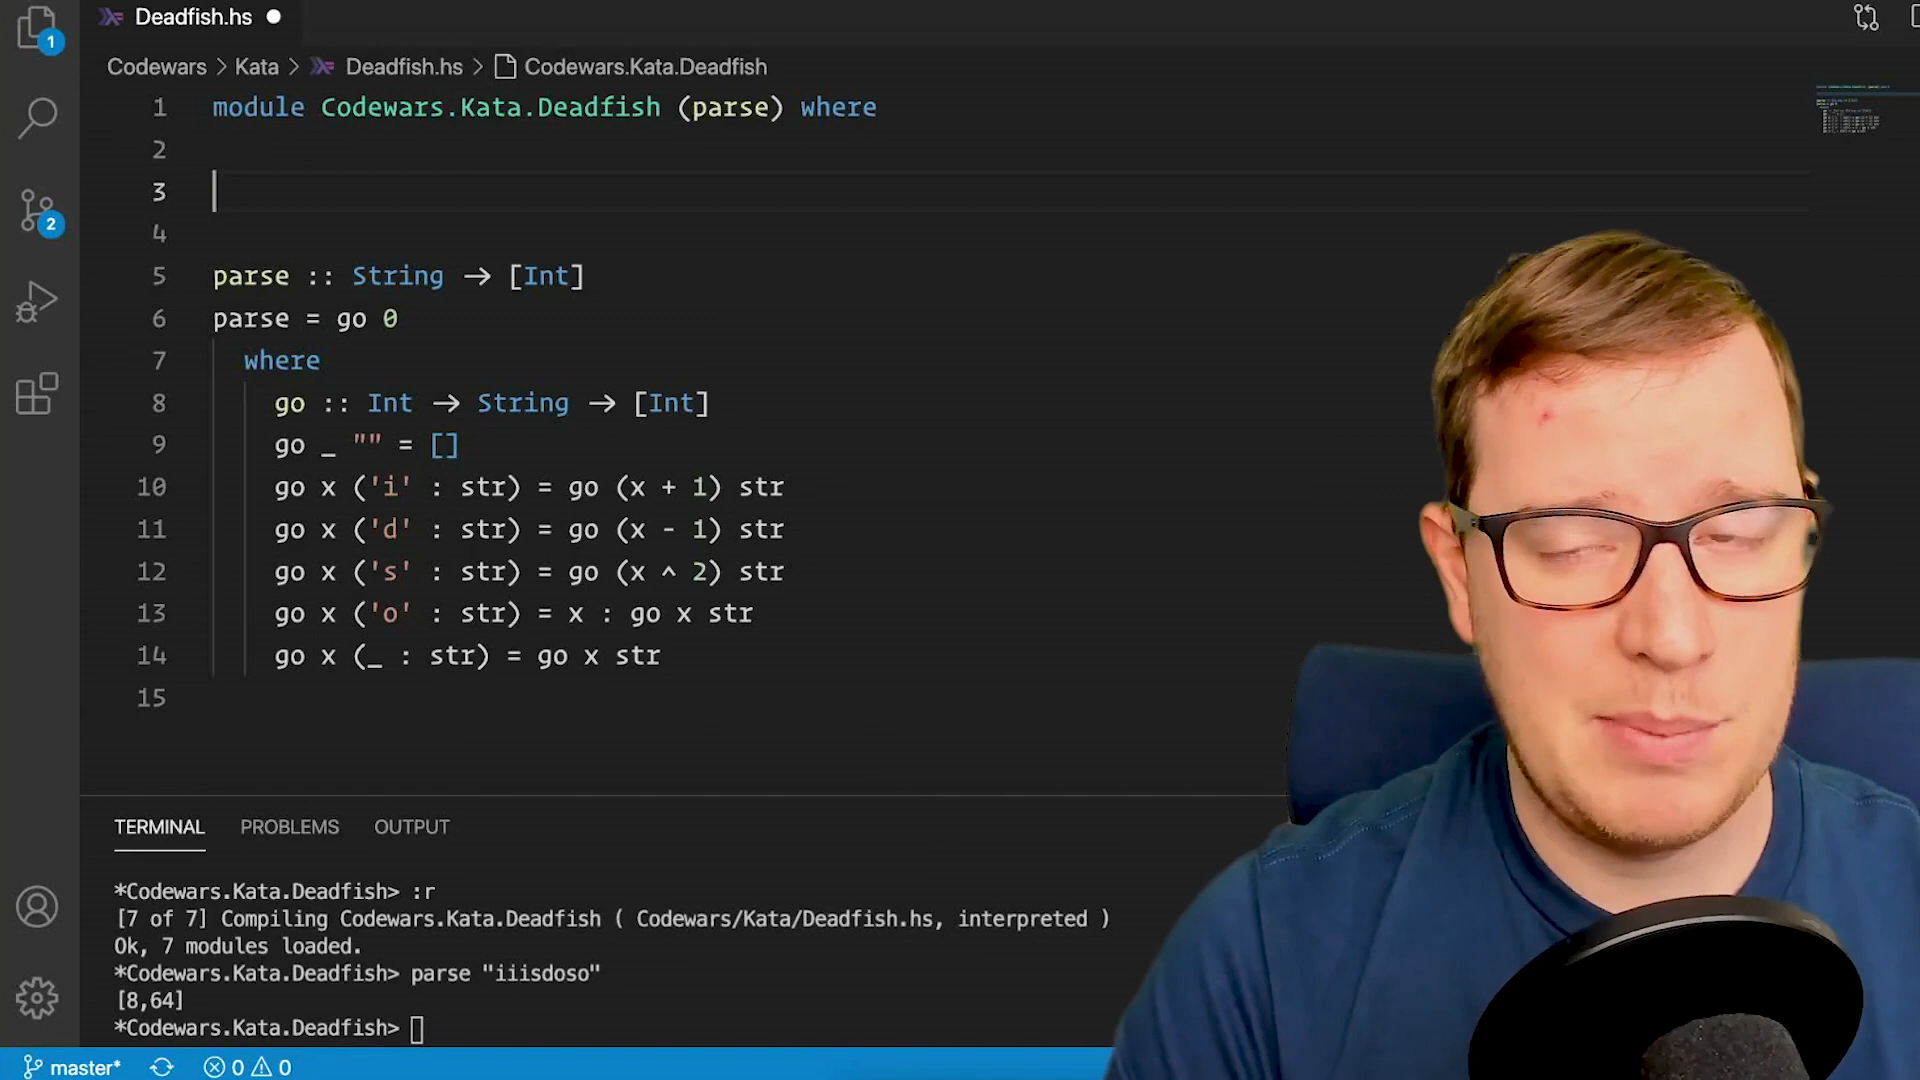 Deadfish.hs
1
Codewars > Kata > Deadfish.hs > Codewars.Kata.Deadfish
1 module Codewars.Kata.Deadfish (parse) where
2
3
4
5 parse :: String → [Int]
6 parse = go 0
7 where
8 go :: Int → String → [Int]
9 go _ "" = []
10 go x ('i' : str) = go (x + 1) str
11 go x ('d' : str) = go (x - 1) str
12 go x ('s' : str) = go (x ^ 2) str
13 go x ('o' : str) = x : go x str
14 go x (_ : str) = go x str
15
2
TERMINAL PROBLEMS OUTPUT
*Codewars.Kata.Deadfish> :r
[7 of 7] Compiling Codewars.Kata.Deadfish ( Codewars/Kata/Deadfish.hs, interpreted )
Ok, 7 modules loaded.
*Codewars.Kata.Deadfish> parse "iiisdoso"
[8,64]
*Codewars.Kata.Deadfish>
master* 0 0